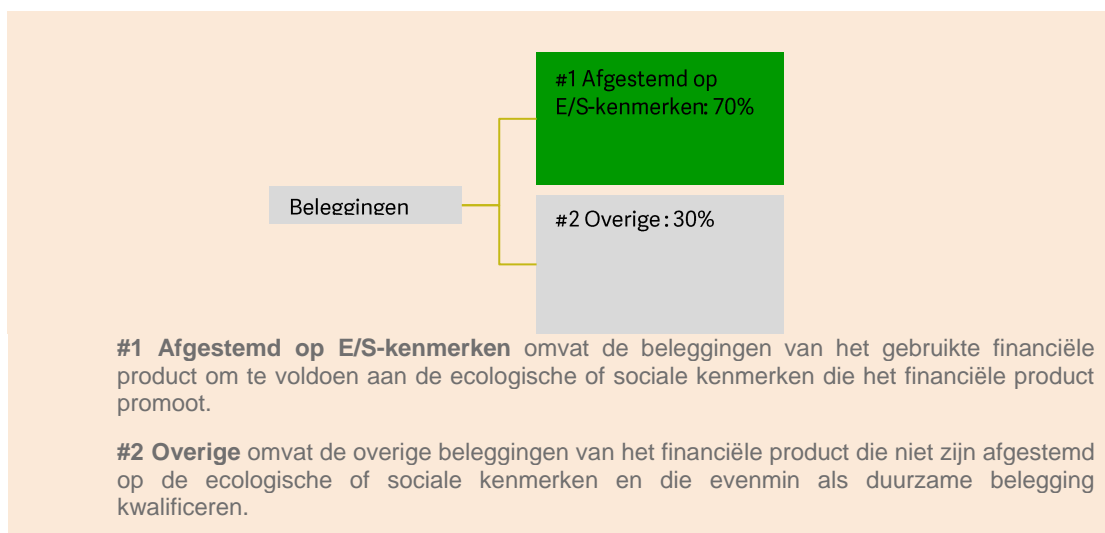 #1 Afgestemd op
E/S-kenmerken: 70%
Beleggingen
#2 Overige : 30%
#1 Afgestemd op E/S-kenmerken omvat de beleggingen van het gebruikte financiële
product om te voldoen aan de ecologische of sociale kenmerken die het financiële product
promoot.
#2 Overige omvat de overige beleggingen van het financiële product die niet zijn afgestemd
op de ecologische of sociale kenmerken en die evenmin als duurzame belegging
kwalificeren.